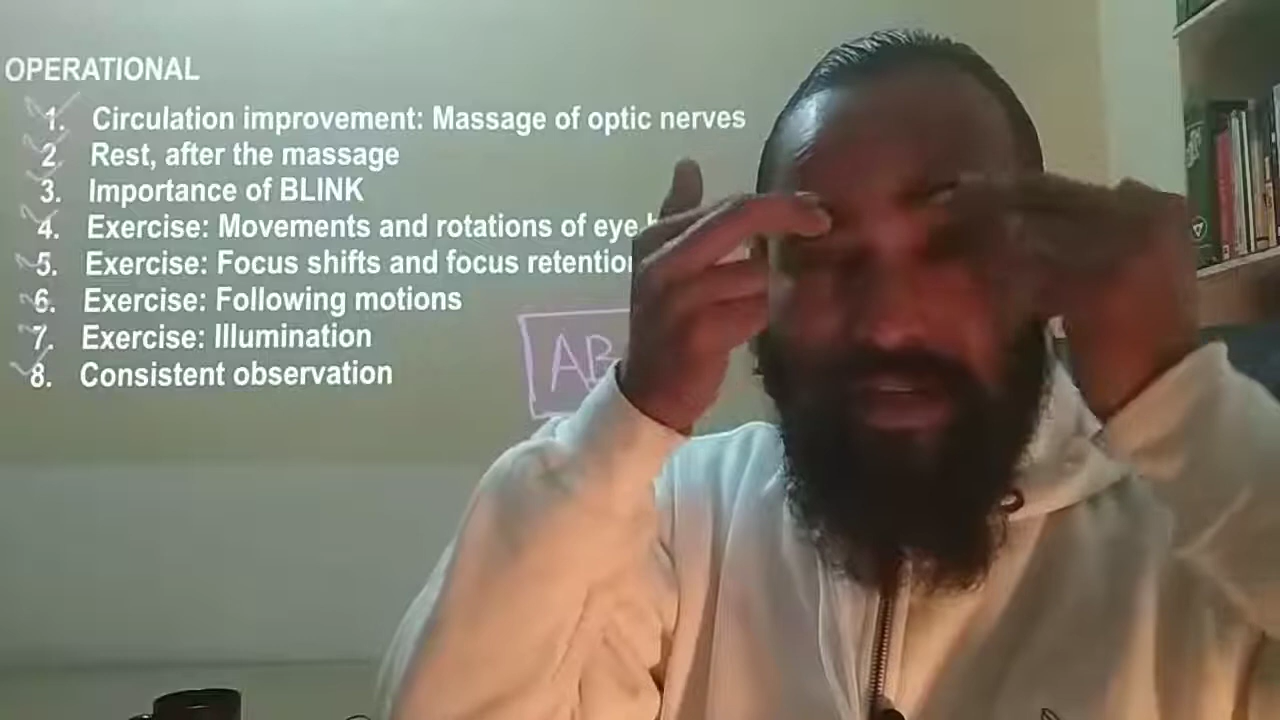 OPERATIONAL
1. Circulation improvement: Massage of optic nerves
2. Rest, after the massage
3. Importance of BLINK
4. Exercise: Movements and rotations of eye
5. Exercise: Focus shifts and focus retention
6. Exercise: Following motions
7. Exercise: Illumination
8. Consistent observation
AB